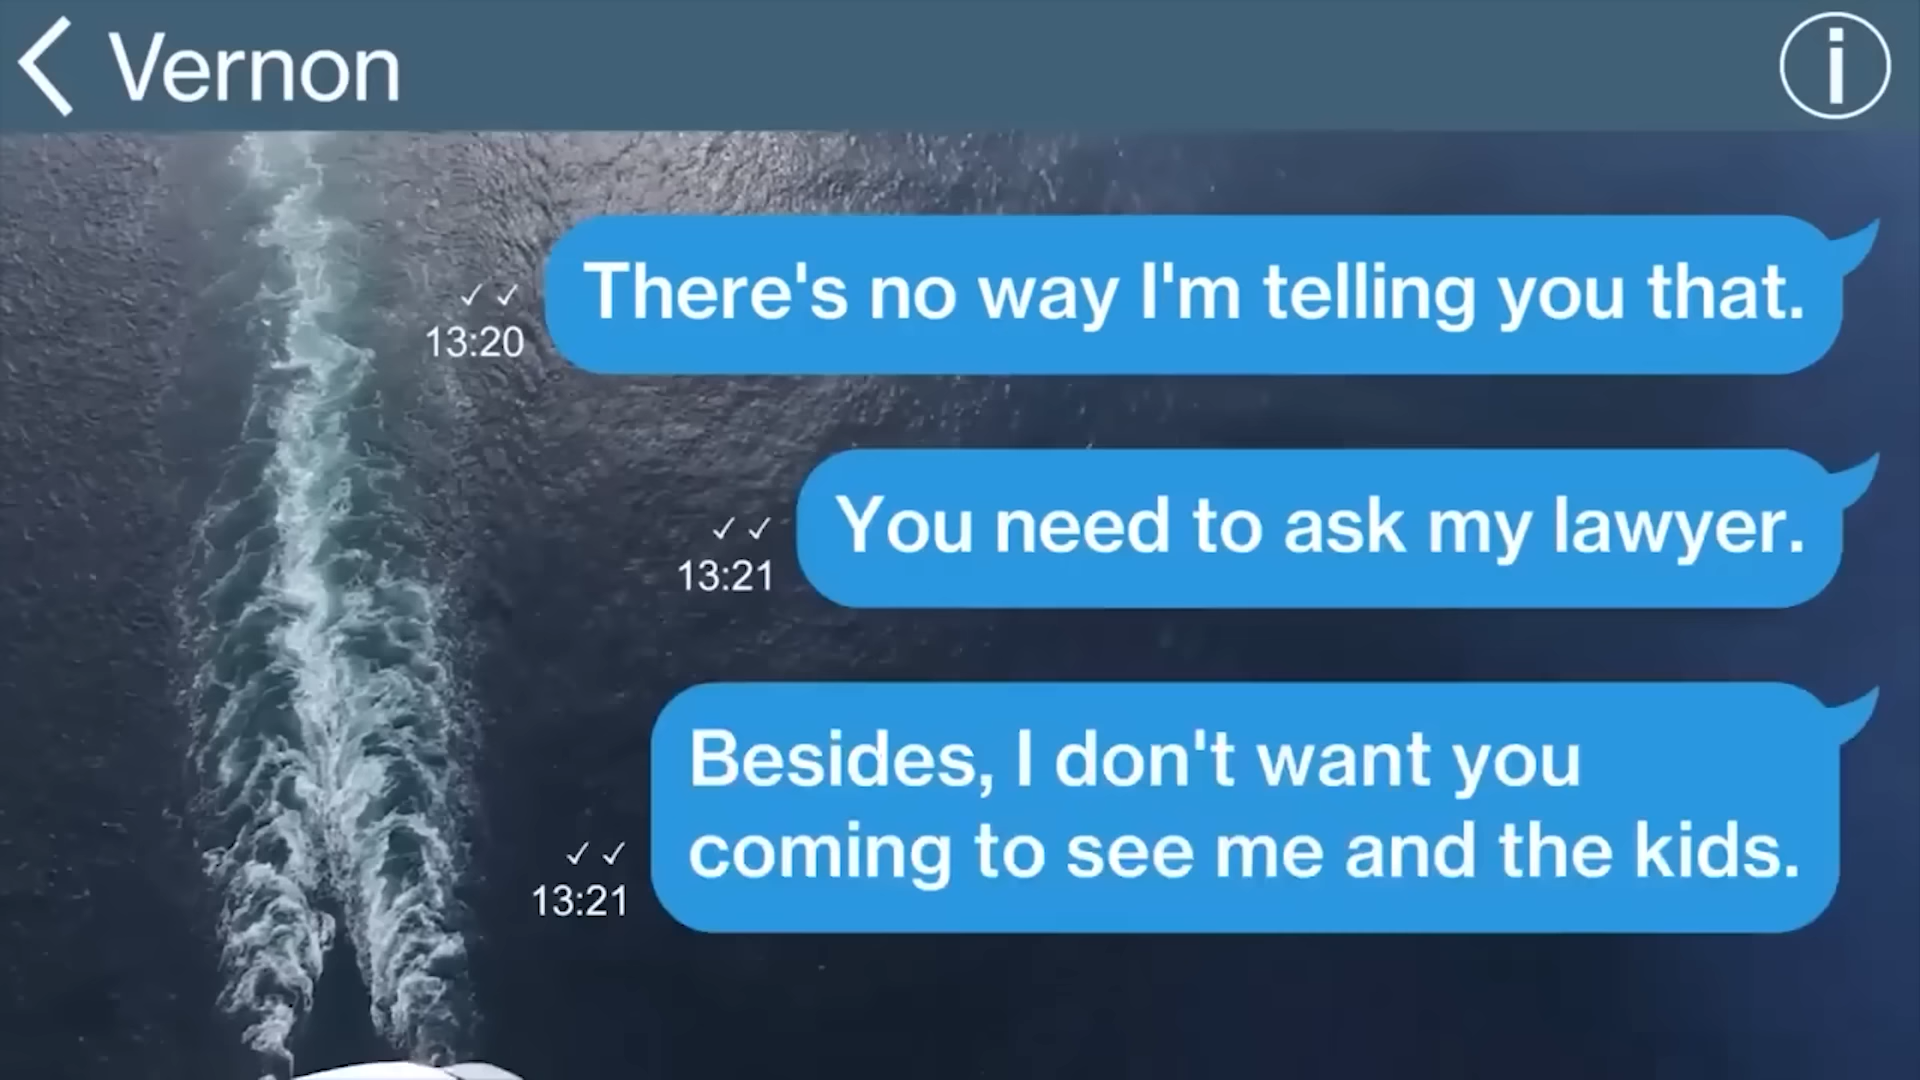 Vernon
There's no way I'm telling you that.
✓✓
13:20
You need to ask my lawyer.
✓✓
13:21
Besides, I don't want you
coming to see me and the kids.
✓✓
13:21